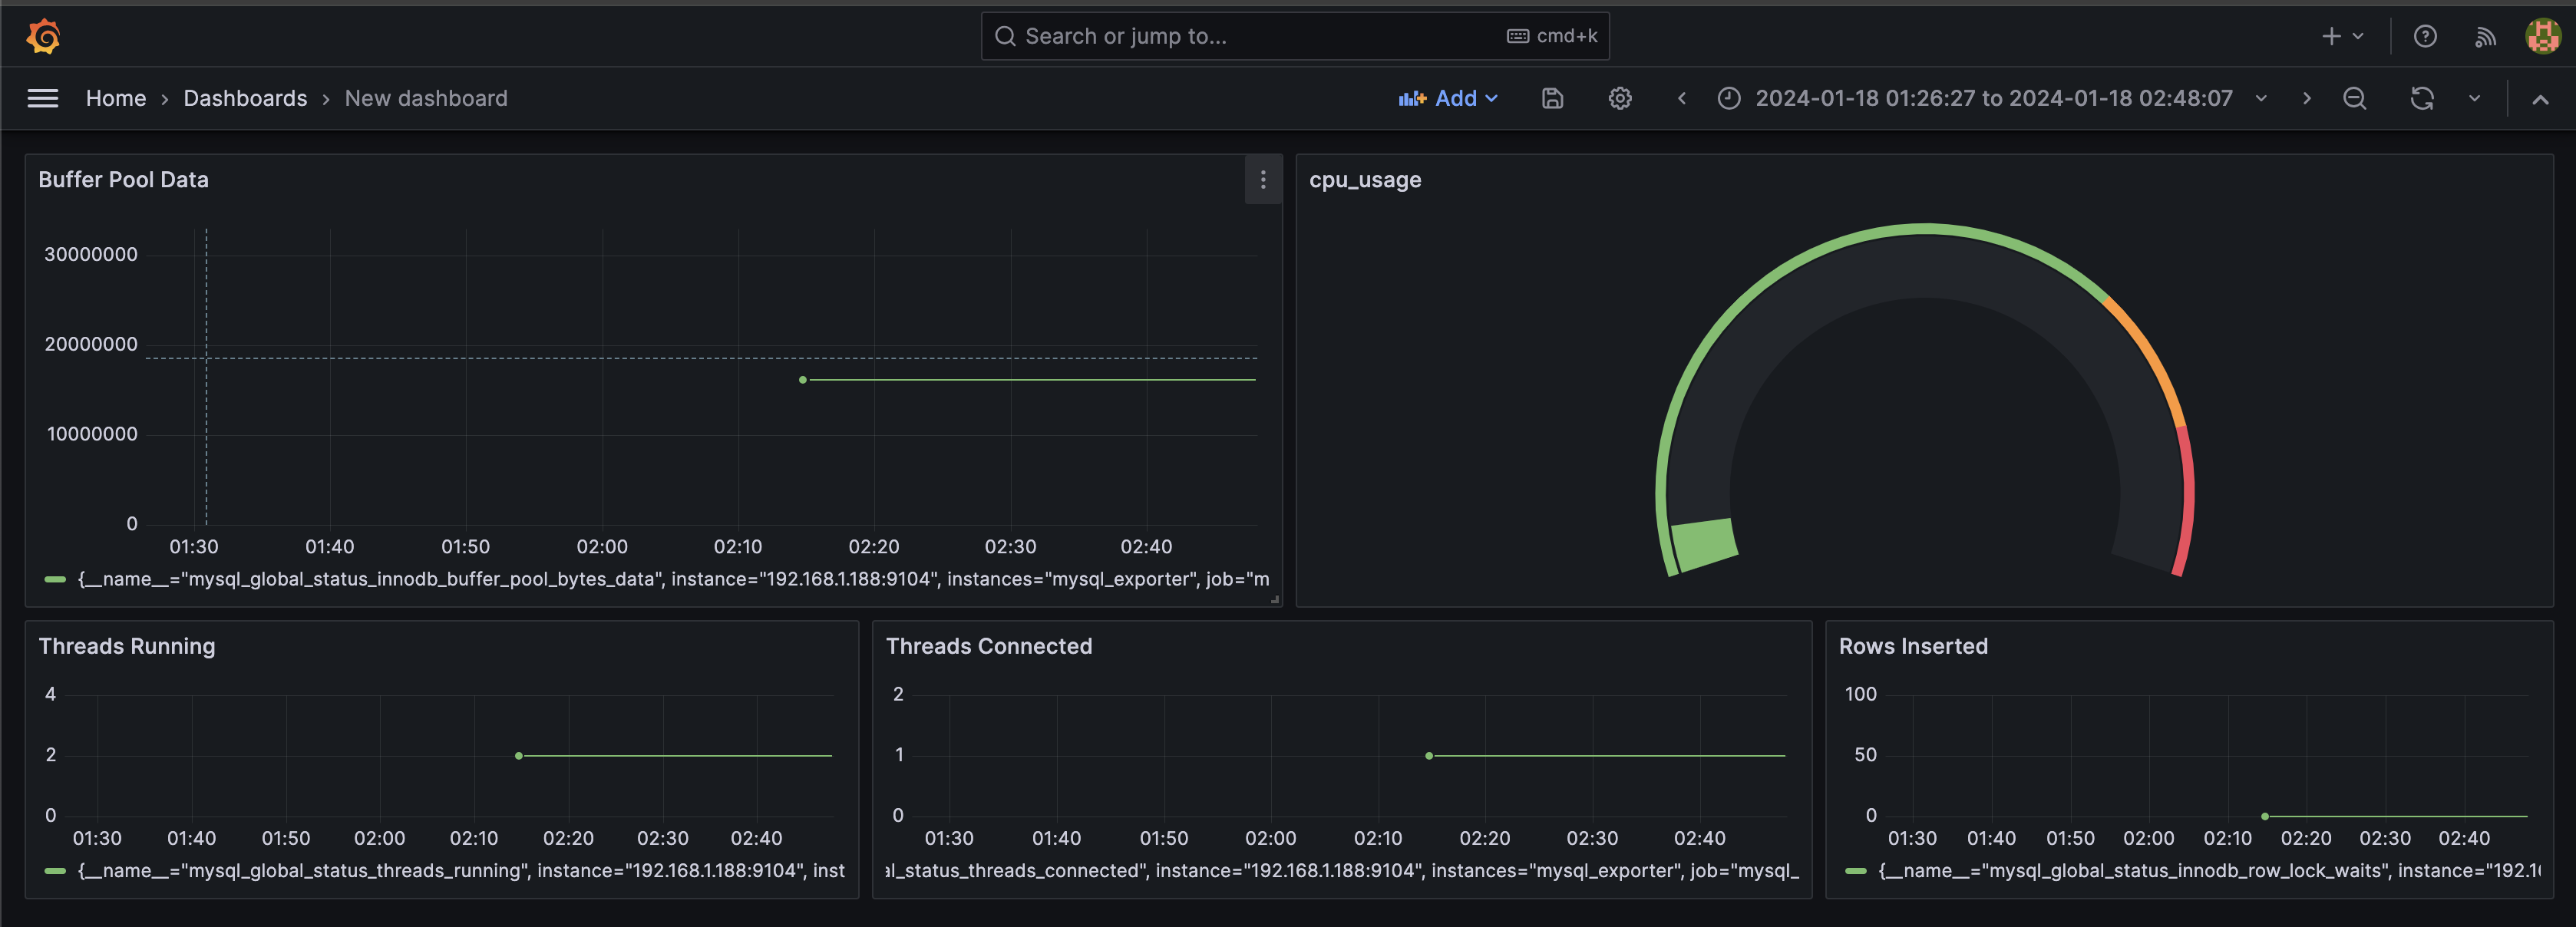 Search or jump to...
cmd+k
Home › Dashboards › New dashboard
Add
2024-01-18 01:26:27 to 2024-01-18 02:48:07
Buffer Pool Data
30000000
20000000
10000000
0
01:30 01:40 01:50 02:00 02:10 02:20 02:30 02:40
{__name__="mysql_global_status_innodb_buffer_pool_bytes_data", instance="192.168.1.188:9104", instances="mysql_exporter", job="m
cpu_usage
Threads Running
4
2
0
01:30 01:40 01:50 02:00 02:10 02:20 02:30 02:40
{__name__="mysql_global_status_threads_running", instance="192.168.1.188:9104", inst
Threads Connected
2
1
0
01:30 01:40 01:50 02:00 02:10 02:20 02:30 02:40
al_status_threads_connected", instance="192.168.1.188:9104", instances="mysql_exporter", job="mysql_
Rows Inserted
100
50
0
01:30 01:40 01:50 02:00 02:10 02:20 02:30 02:40
{__name__="mysql_global_status_innodb_row_lock_waits", instance="192.1